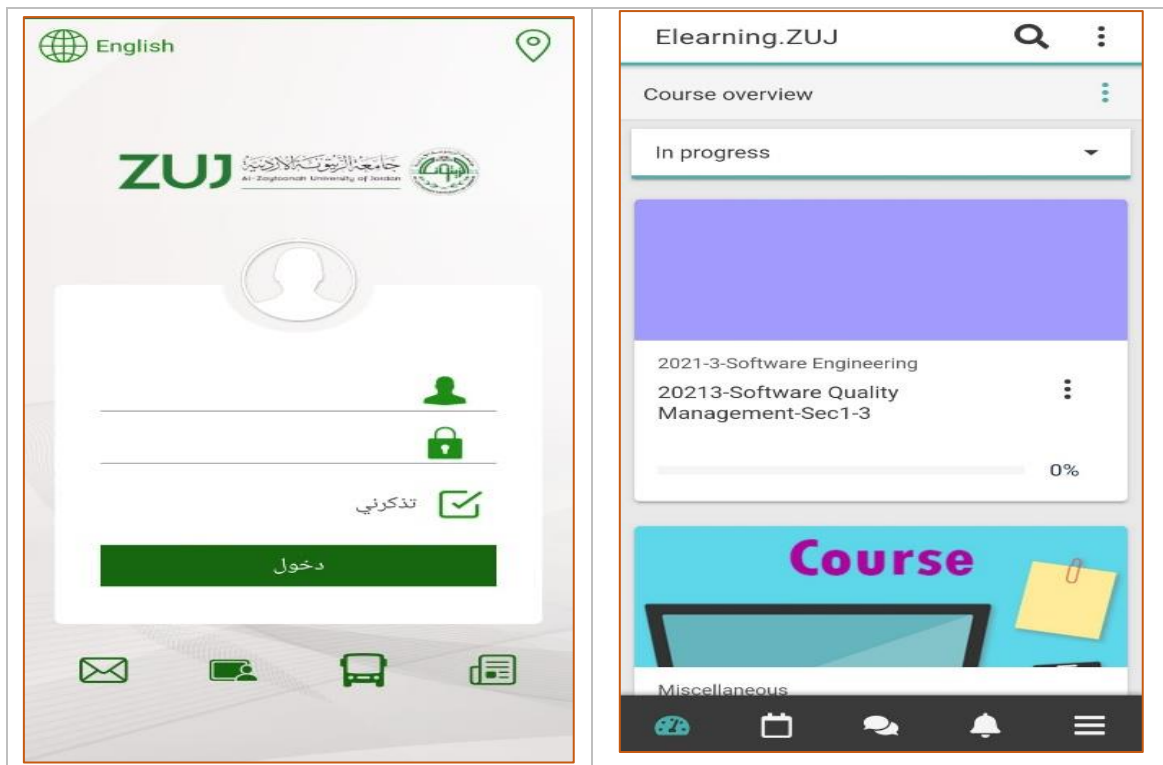 English
ZUJ
جامعة الزيتونة الأردنية
Al-Zaytoonah University of Jordan
تذكرني
دخول
Elearning.ZUJ
Course overview
In progress
2021-3-Software Engineering
20213-Software Quality
Management-Sec1-3
0%
Course
Miscellaneous